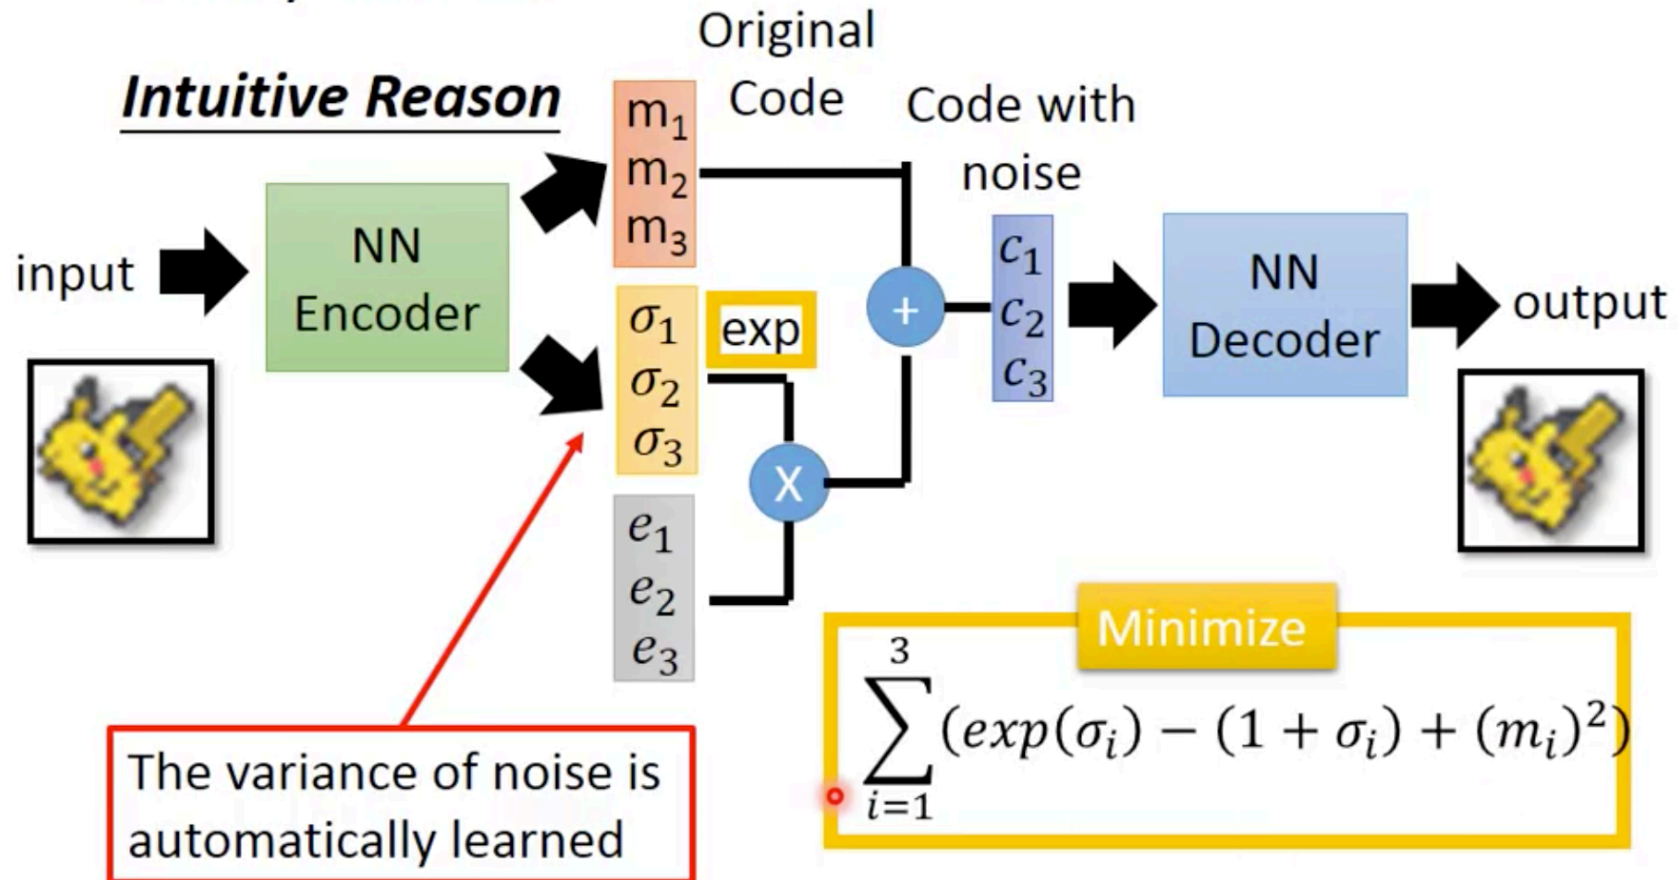 Intuitive Reason
Original
Code
Code with
noise
input
NN
Encoder
m₁
m₂
m₃
σ₁
σ₂
σ₃
exp
e₁
e₂
e₃
X
+
c₁
c₂
c₃
NN
Decoder
output
The variance of noise is
automatically learned
Minimize
3
∑(exp(σᵢ) − (1 + σᵢ) + (mᵢ)²)
i=1